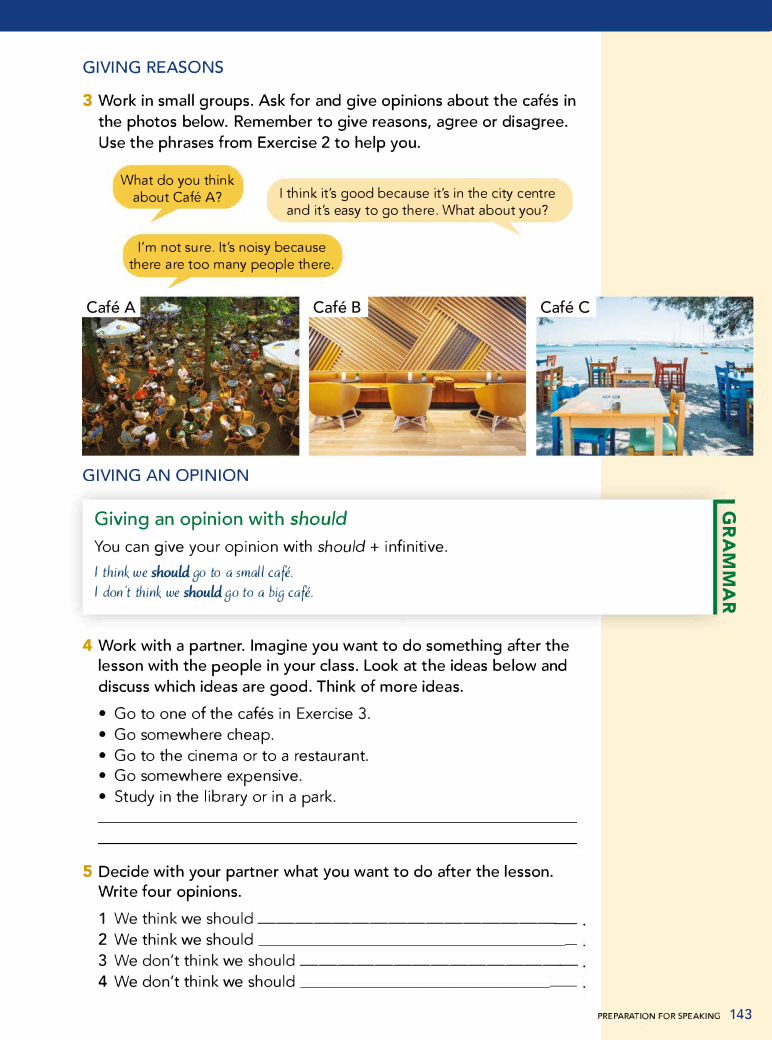 GIVING REASONS
3 Work in small groups. Ask for and give opinions about the cafés in
the photos below. Remember to give reasons, agree or disagree.
Use the phrases from Exercise 2 to help you.
What do you think
about Café A?
I think it's good because it's in the city centre
and it's easy to go there. What about you?
I'm not sure. It's noisy because
there are too many people there.
Café A
Café B
Café C
GIVING AN OPINION
Giving an opinion with should
You can give your opinion with should + infinitive.
I think we should go to a small café.
I don't think we should go to a big café.
GRAMMAR
4 Work with a partner. Imagine you want to do something after the
lesson with the people in your class. Look at the ideas below and
discuss which ideas are good. Think of more ideas.
• Go to one of the cafés in Exercise 3.
• Go somewhere cheap.
• Go to the cinema or to a restaurant.
• Go somewhere expensive.
• Study in the library or in a park.
5 Decide with your partner what you want to do after the lesson.
Write four opinions.
1 We think we should ______ .
2 We think we should ______ .
3 We don't think we should ______ .
4 We don't think we should ______ .
PREPARATION FOR SPEAKING 143